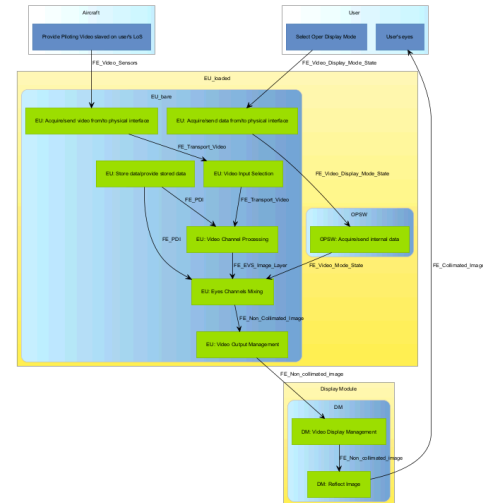 Aircraft
User
Provide Piloting Video slaved on user's LoS
Select Oper Display Mode
User's eyes
FE_Video_Sensors
FE_Video_Display_Mode_State
EU_loaded
EU_bare
EU: Acquire/send video from/to physical interface
EU: Acquire/send data from/to physical interface
FE_Transport_Video
EU: Store data/provide stored data
EU: Video Input Selection
FE_Video_Display_Mode_State
FE_PDI
FE_Transport_Video
OPSW
FE_PDI
EU: Video Channel Processing
OPSW: Acquire/send internal data
FE_EVS_Image_Layer
FE_Video_Mode_State
FE_Collimated_Image
EU: Eyes Channels Mixing
FE_Non_Collimated_Image
EU: Video Output Management
FE_Non_collimated_image
Display Module
DM
DM: Video Display Management
FE_Non_collimated_image
DM: Reflect Image